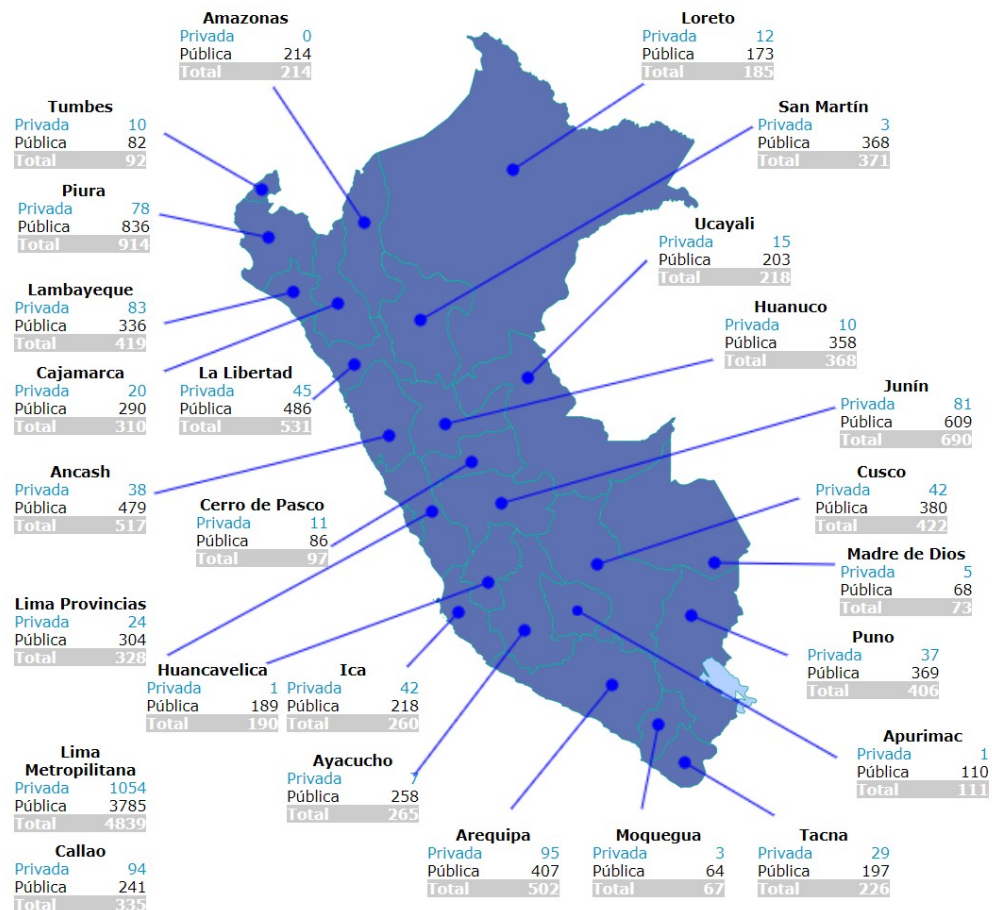 Amazonas
Privada 0
Pública 214
Total 214
Loreto
Privada 12
Pública 173
Total 185
Tumbes
Privada 10
Pública 82
Total 92
San Martín
Privada 3
Pública 368
Total 371
Piura
Privada 78
Pública 836
Total 914
Ucayali
Privada 15
Pública 203
Total 218
Lambayeque
Privada 83
Pública 336
Total 419
Huanuco
Privada 10
Pública 358
Total 368
Cajamarca
Privada 20
Pública 290
Total 310
La Libertad
Privada 45
Pública 486
Total 531
Junín
Privada 81
Pública 609
Total 690
Ancash
Privada 38
Pública 479
Total 517
Cerro de Pasco
Privada 11
Pública 86
Total 97
Cusco
Privada 42
Pública 380
Total 422
Madre de Dios
Privada 5
Pública 68
Total 73
Lima Provincias
Privada 24
Pública 304
Total 328
Huancavelica
Privada 1
Pública 189
Total 190
Ica
Privada 42
Pública 218
Total 260
Puno
Privada 37
Pública 369
Total 406
Lima
Metropilitana
Privada 1054
Pública 3785
Total 4839
Ayacucho
Privada 7
Pública 258
Total 265
Apurimac
Privada 1
Pública 110
Total 111
Callao
Privada 94
Pública 241
Total 335
Arequipa
Privada 95
Pública 407
Total 502
Moquegua
Privada 3
Pública 64
Total 67
Tacna
Privada 29
Pública 197
Total 226